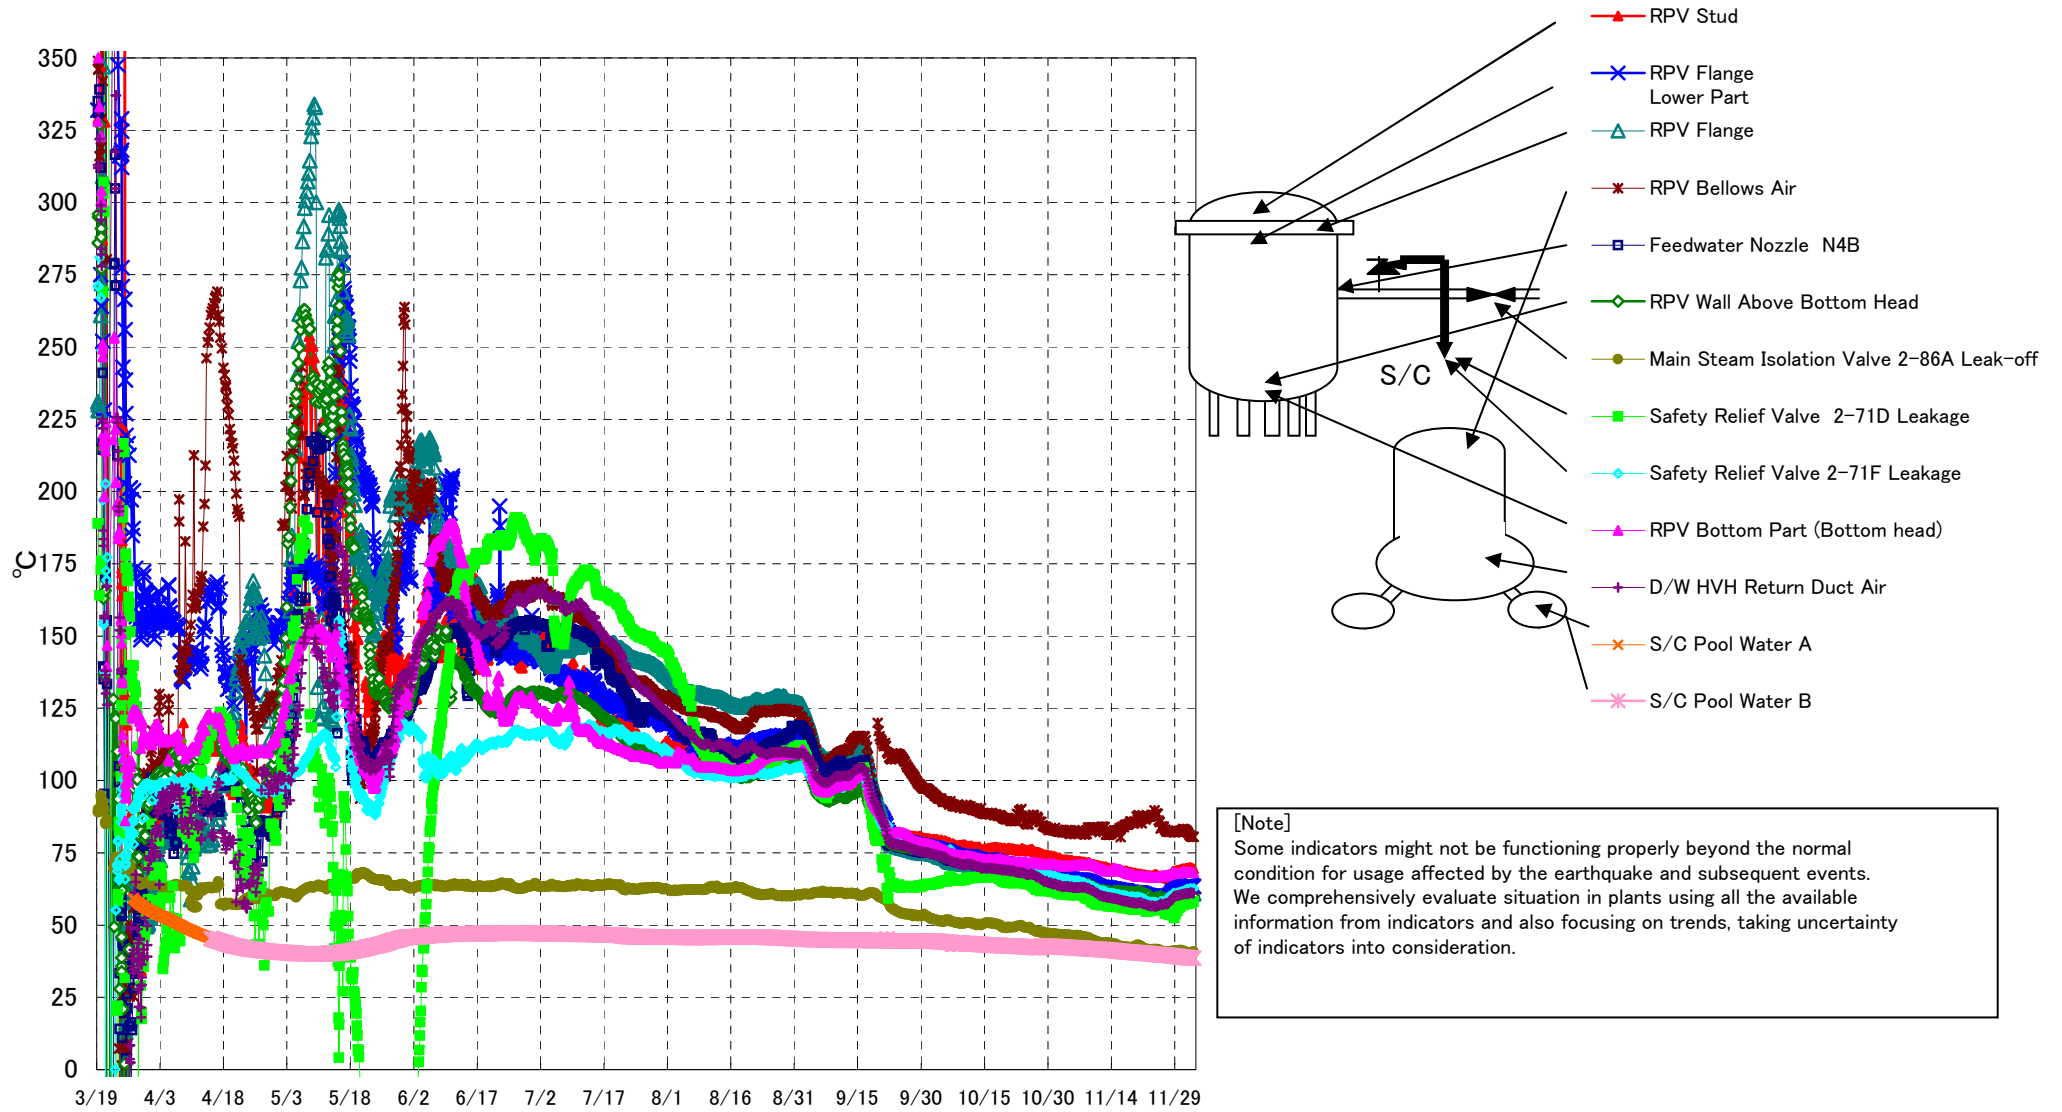 350
325
300
275
250
225
200
175
150
125
100
75
50
25
0
℃
3/19 4/3 4/18 5/3 5/18 6/2 6/17 7/2 7/17 8/1 8/16 8/31 9/15 9/30 10/15 10/30 11/14 11/29
RPV Stud
RPV Flange
Lower Part
RPV Flange
RPV Bellows Air
Feedwater Nozzle N4B
RPV Wall Above Bottom Head
Main Steam Isolation Valve 2-86A Leak-off
Safety Relief Valve 2-71D Leakage
Safety Relief Valve 2-71F Leakage
RPV Bottom Part (Bottom head)
D/W HVH Return Duct Air
S/C Pool Water A
S/C Pool Water B
S/C
[Note]
Some indicators might not be functioning properly beyond the normal
condition for usage affected by the earthquake and subsequent events.
We comprehensively evaluate situation in plants using all the available
information from indicators and also focusing on trends, taking uncertainty
of indicators into consideration.